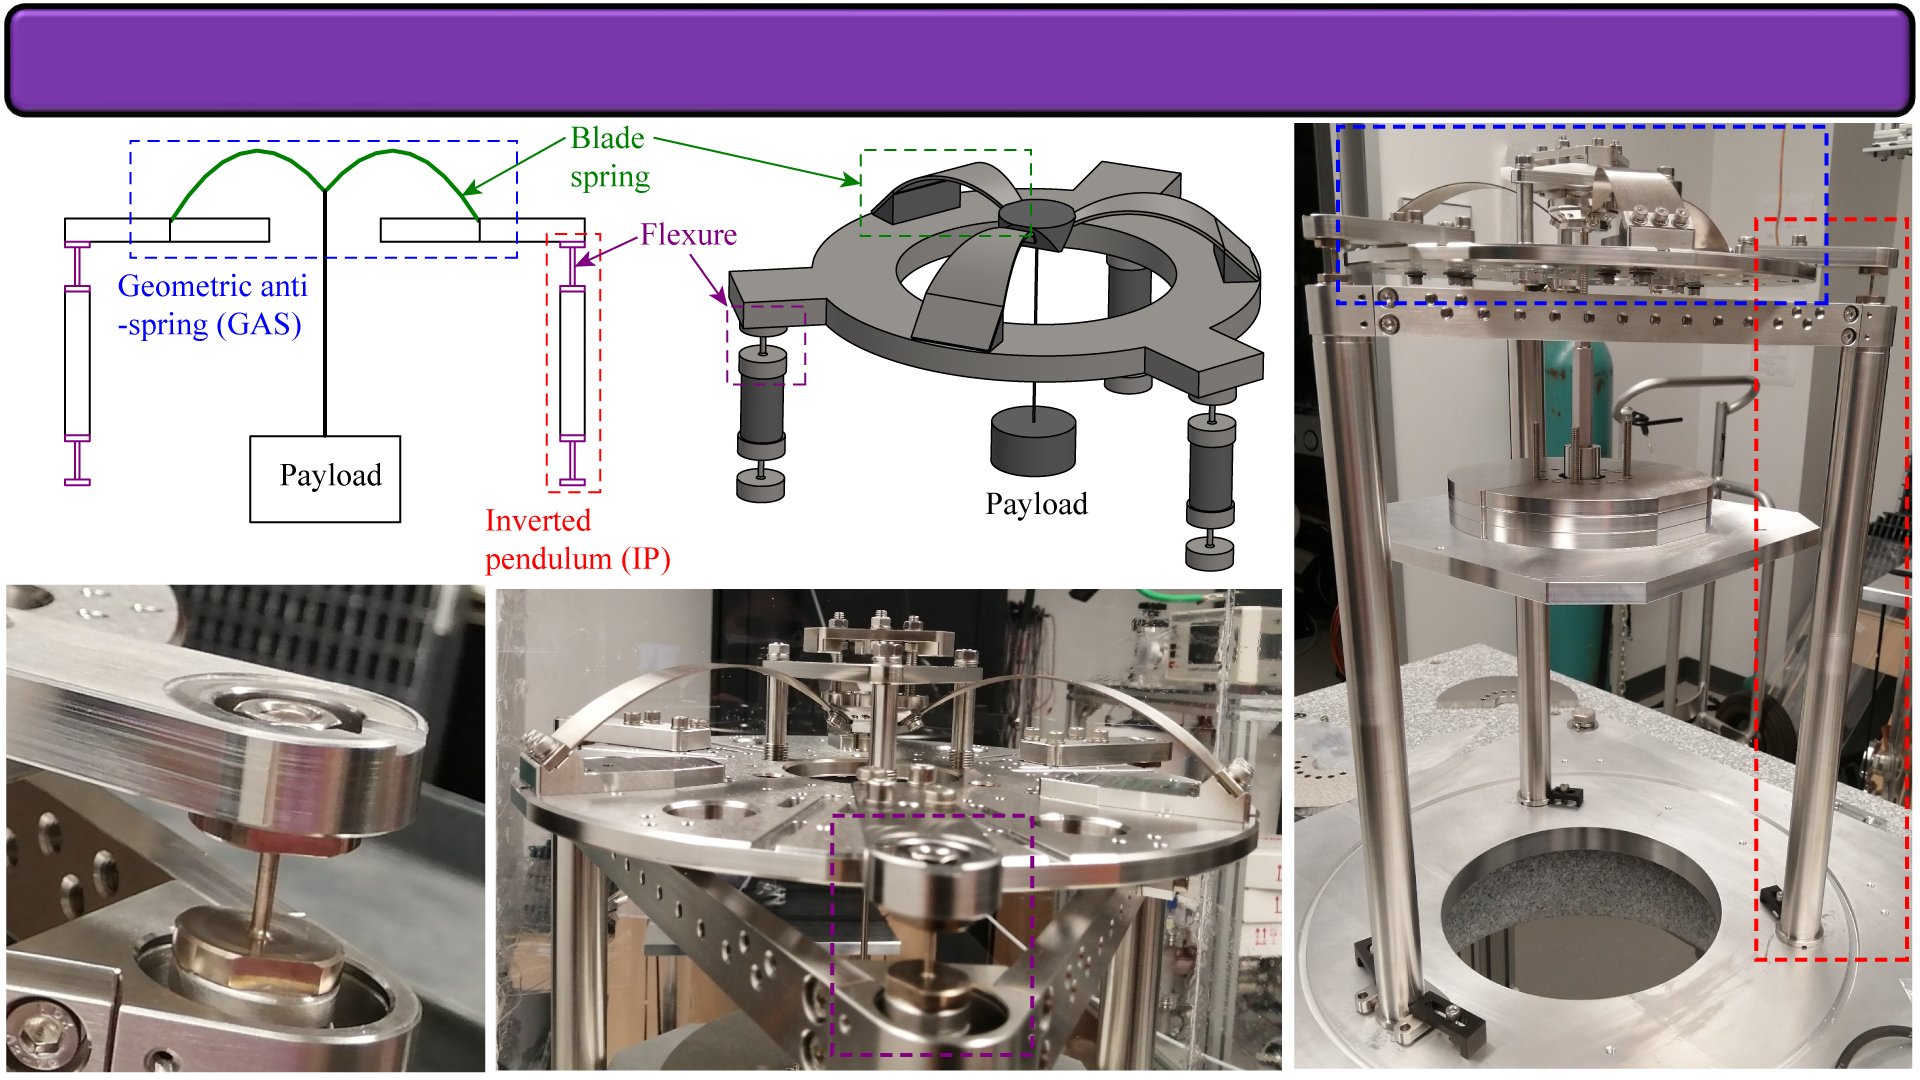 Blade
spring
Flexure
Geometric anti
-spring (GAS)
Payload
Payload
Inverted
pendulum (IP)